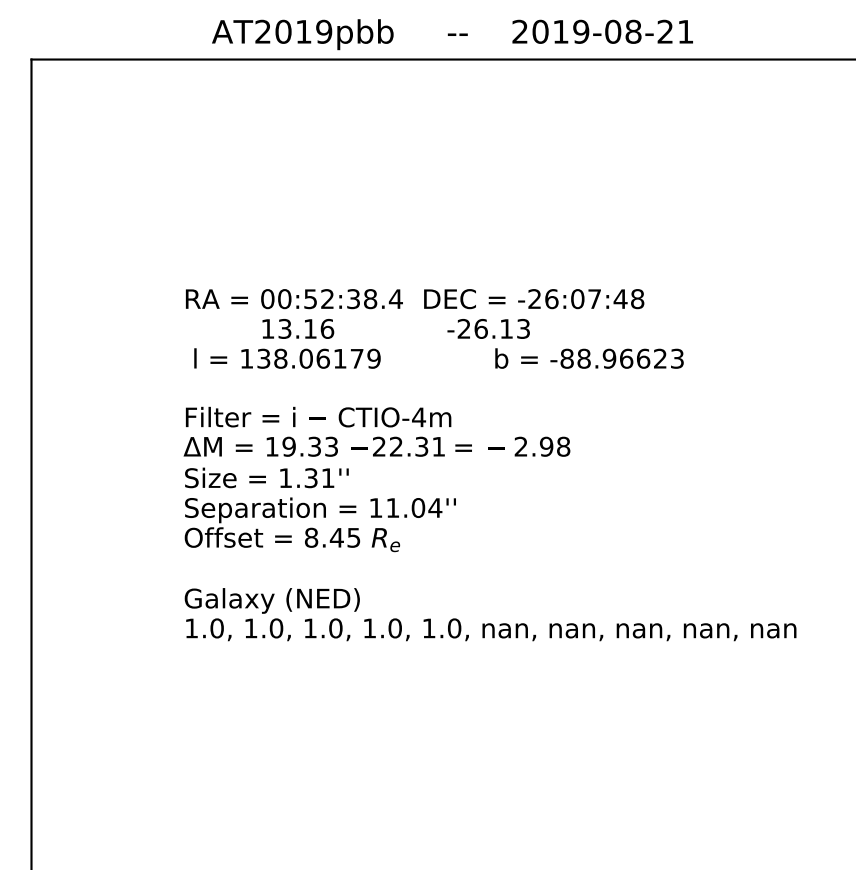 AT2019pbb -- 2019-08-21
RA = 00:52:38.4 DEC = -26:07:48
13.16 -26.13
l = 138.06179 b = -88.96623
Filter = i − CTIO-4m
ΔM = 19.33 −22.31 = − 2.98
Size = 1.31''
Separation = 11.04''
Offset = 8.45 Rₑ
Galaxy (NED)
1.0, 1.0, 1.0, 1.0, 1.0, nan, nan, nan, nan, nan